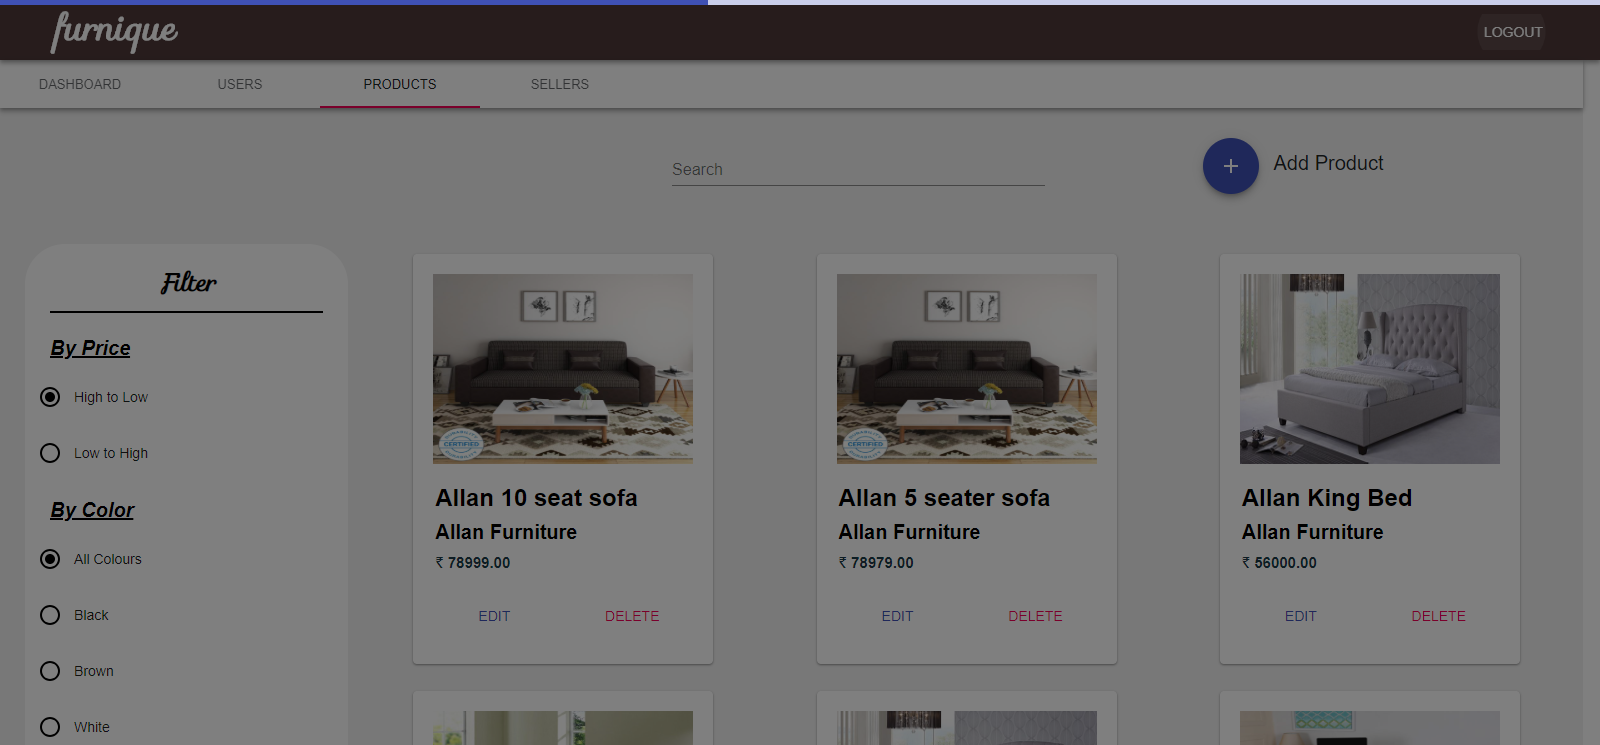 furnique
LOGOUT
DASHBOARD
USERS
PRODUCTS
SELLERS
Search
+ Add Product
Filter
By Price
High to Low
Low to High
By Color
All Colours
Black
Brown
White
CERTIFIED
Allan 10 seat sofa
Allan Furniture
₹ 78999.00
EDIT
DELETE
CERTIFIED
Allan 5 seater sofa
Allan Furniture
₹ 78979.00
EDIT
DELETE
Allan King Bed
Allan Furniture
₹ 56000.00
EDIT
DELETE